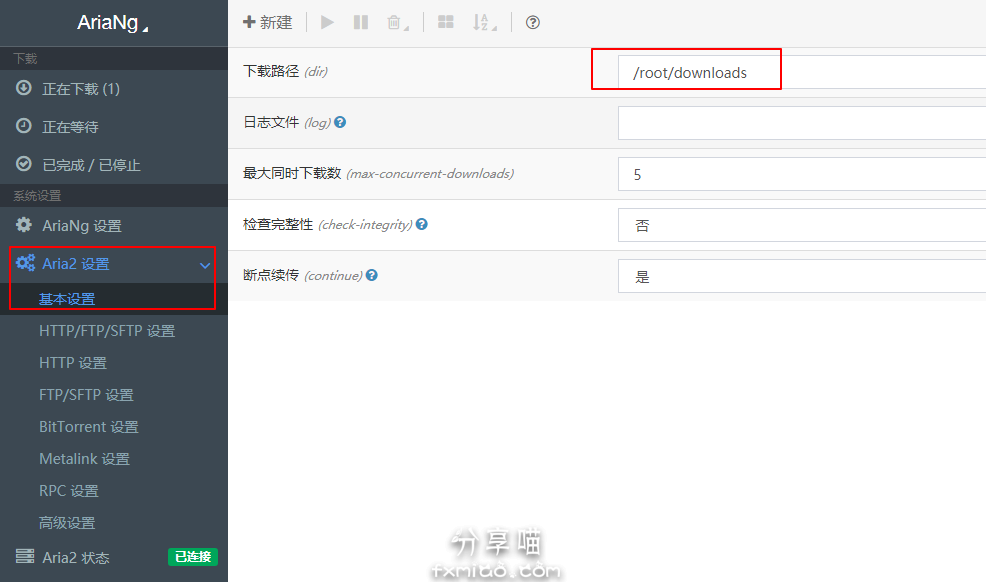 AriaNg
新建
下载
正在下载 (1)
正在等待
已完成 / 已停止
系统设置
AriaNg 设置
Aria2 设置
基本设置
HTTP/FTP/SFTP 设置
HTTP 设置
FTP/SFTP 设置
BitTorrent 设置
Metalink 设置
RPC 设置
高级设置
Aria2 状态 已连接
下载路径 (dir) /root/downloads
日志文件 (log)
最大同时下载数 (max-concurrent-downloads) 5
检查完整性 (check-integrity) 否
断点续传 (continue) 是
分享喵
fxmiao.com